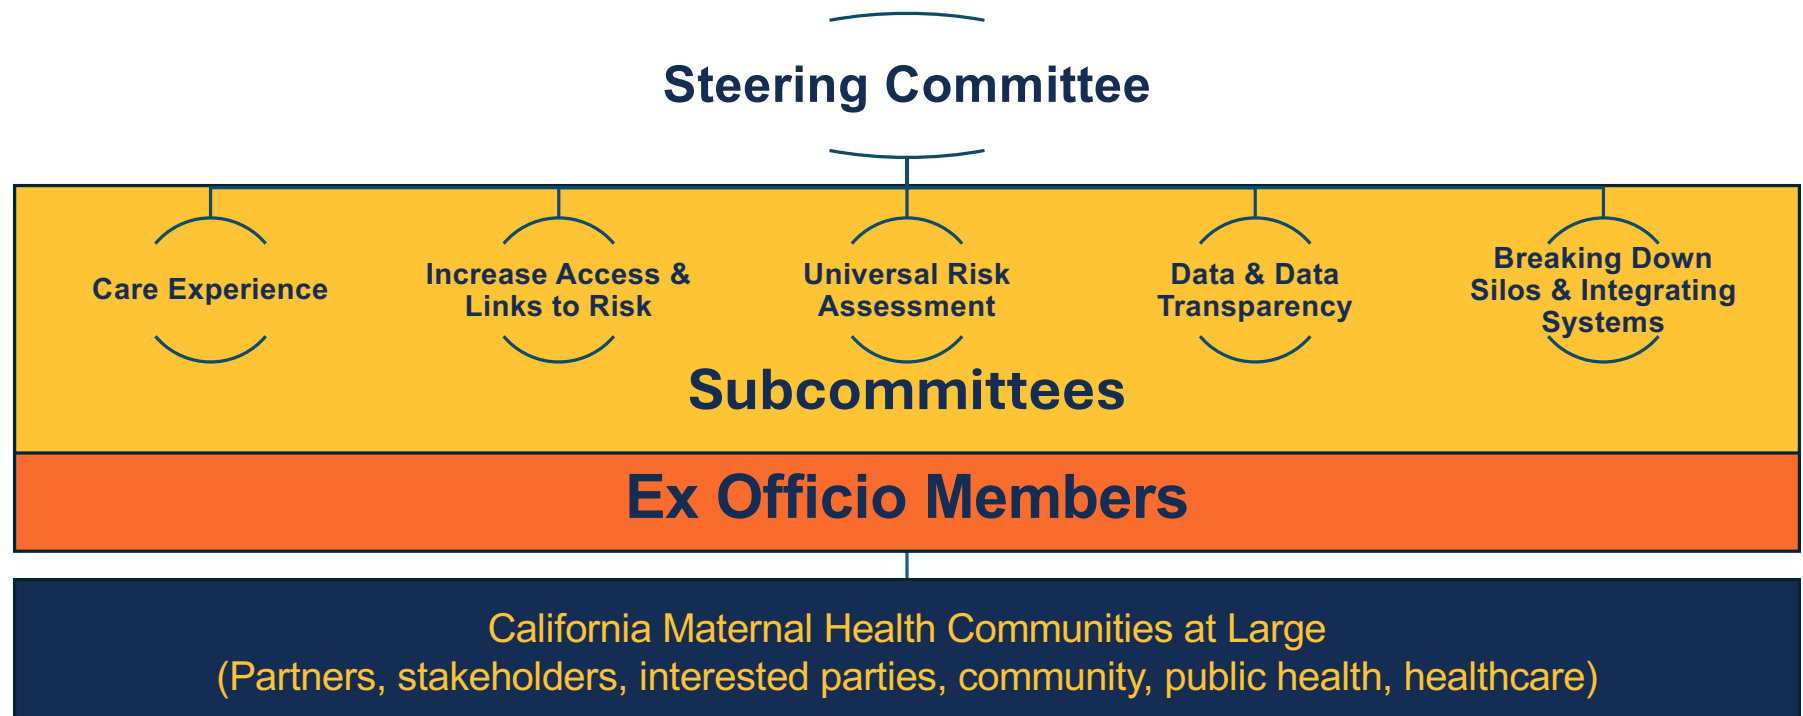 Steering Committee
Care Experience
Increase Access &
Links to Risk
Universal Risk
Assessment
Data & Data
Transparency
Breaking Down
Silos & Integrating
Systems
Subcommittees
Ex Officio Members
California Maternal Health Communities at Large
(Partners, stakeholders, interested parties, community, public health, healthcare)